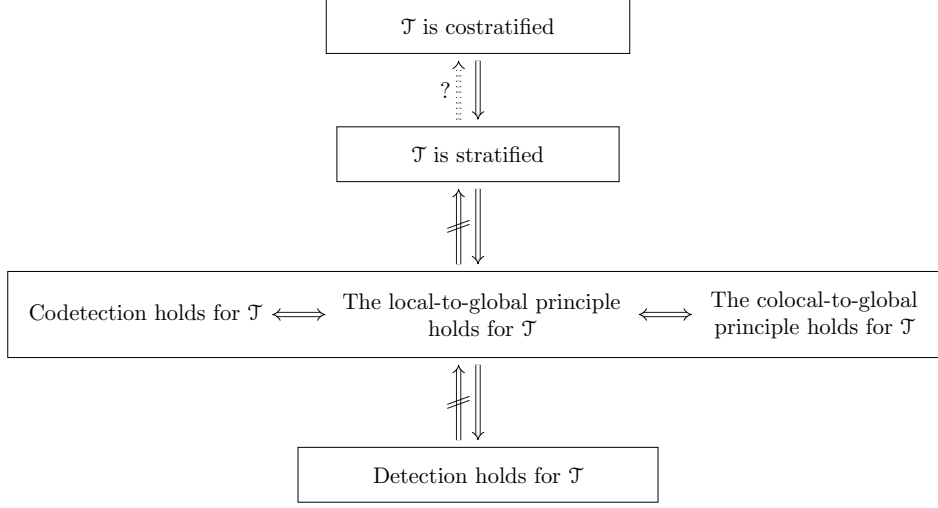 𝒯 is costratified
?
𝒯 is stratified
Codetection holds for 𝒯
The local-to-global principle
holds for 𝒯
The colocal-to-global
principle holds for 𝒯
Detection holds for 𝒯